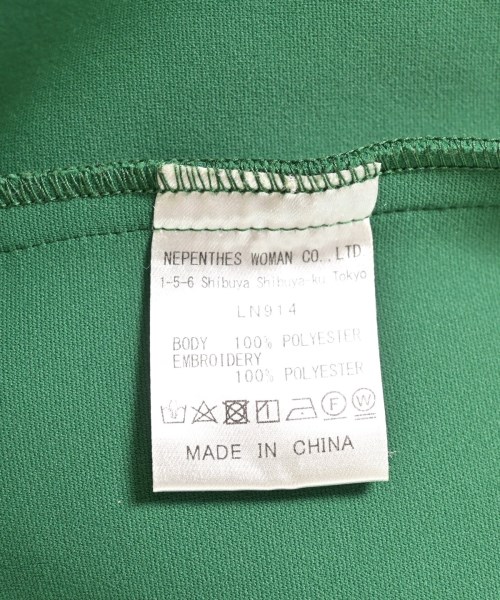 NEPENTHES WOMAN CO., LTD
1-5-6 Shibuya Shibuya-ku Tokyo
LN914
BODY 100% POLYESTER
EMBROIDERY
100% POLYESTER
F W
MADE IN CHINA